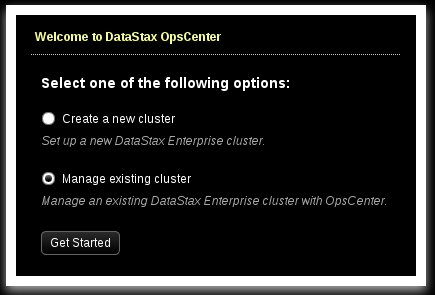 Welcome to DataStax OpsCenter
Select one of the following options:
Create a new cluster
Set up a new DataStax Enterprise cluster.
Manage existing cluster
Manage an existing DataStax Enterprise cluster with OpsCenter.
Get Started